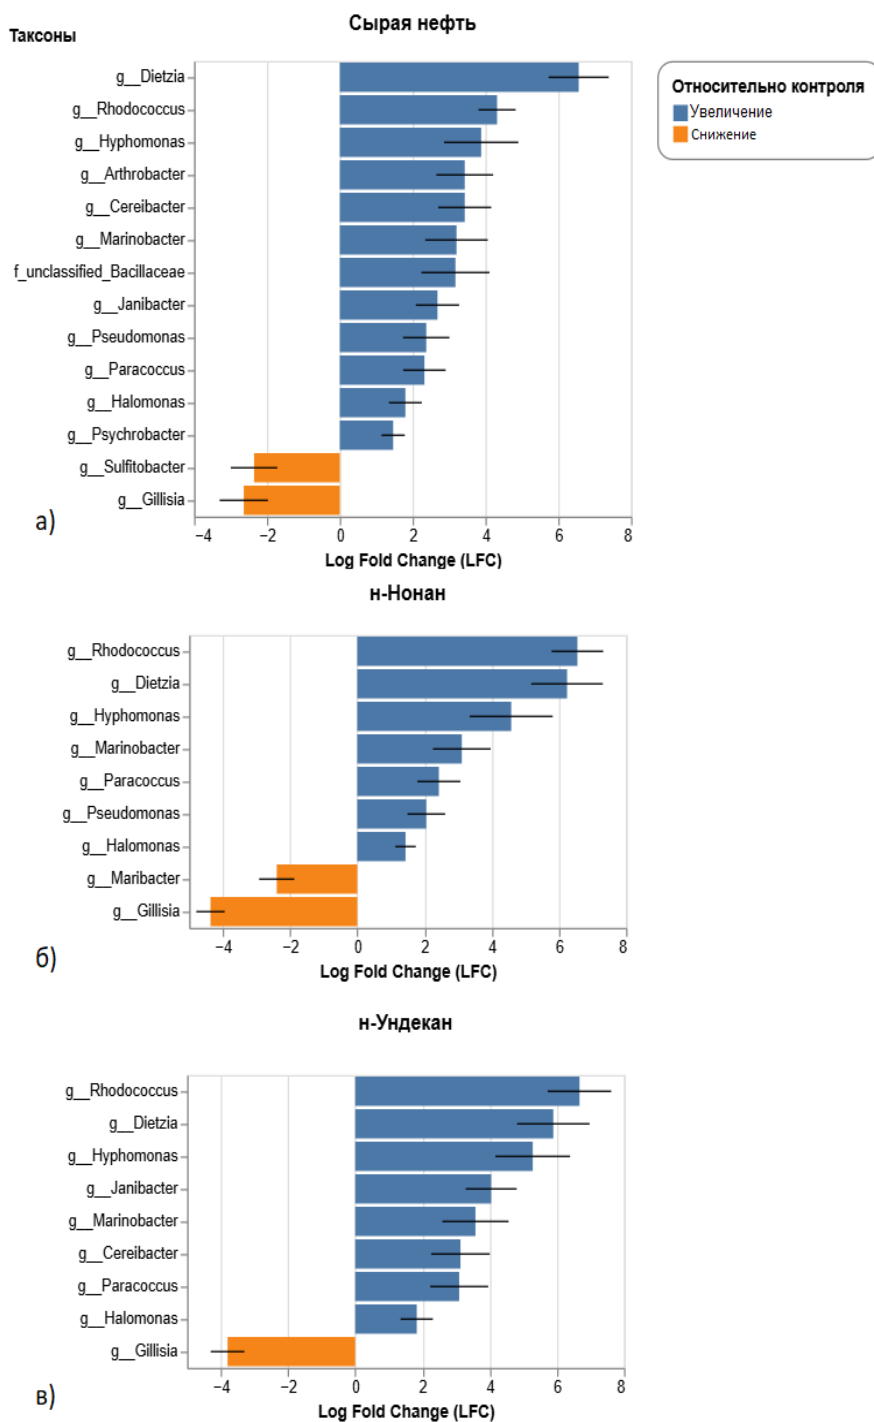 Сырая нефть
Таксоны
g__Dietzia
g__Rhodococcus
g__Hyphomonas
g__Arthrobacter
g__Cereibacter
g__Marinobacter
f_unclassified_Bacillaceae
g__Janibacter
g__Pseudomonas
g__Paracoccus
g__Halomonas
g__Psychrobacter
g__Sulfitobacter
g__Gillisia
−4 −2 0 2 4 6 8
Log Fold Change (LFC)
а)
Относительно контроля
Увеличение
Снижение
н-Нонан
g__Rhodococcus
g__Dietzia
g__Hyphomonas
g__Marinobacter
g__Paracoccus
g__Pseudomonas
g__Halomonas
g__Maribacter
g__Gillisia
−4 −2 0 2 4 6 8
Log Fold Change (LFC)
б)
н-Ундекан
g__Rhodococcus
g__Dietzia
g__Hyphomonas
g__Janibacter
g__Marinobacter
g__Cereibacter
g__Paracoccus
g__Halomonas
g__Gillisia
−4 −2 0 2 4 6 8
Log Fold Change (LFC)
в)